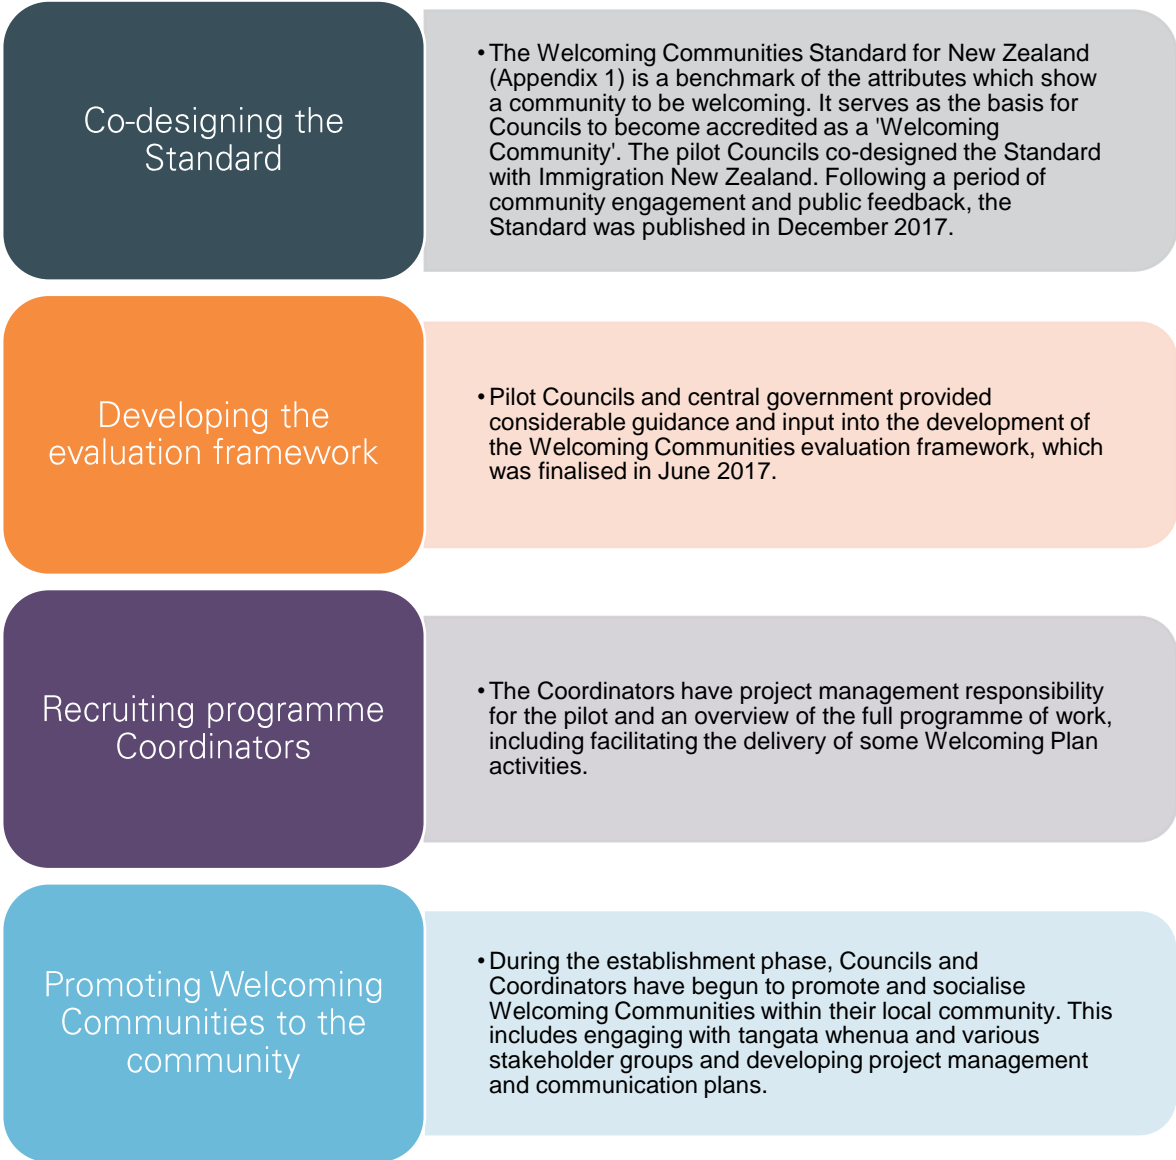 Co-designing the
Standard
•The Welcoming Communities Standard for New Zealand
(Appendix 1) is a benchmark of the attributes which show
a community to be welcoming. It serves as the basis for
Councils to become accredited as a 'Welcoming
Community'. The pilot Councils co-designed the Standard
with Immigration New Zealand. Following a period of
community engagement and public feedback, the
Standard was published in December 2017.
Developing the
evaluation framework
•Pilot Councils and central government provided
considerable guidance and input into the development of
the Welcoming Communities evaluation framework, which
was finalised in June 2017.
Recruiting programme
Coordinators
•The Coordinators have project management responsibility
for the pilot and an overview of the full programme of work,
including facilitating the delivery of some Welcoming Plan
activities.
Promoting Welcoming
Communities to the
community
•During the establishment phase, Councils and
Coordinators have begun to promote and socialise
Welcoming Communities within their local community. This
includes engaging with tangata whenua and various
stakeholder groups and developing project management
and communication plans.